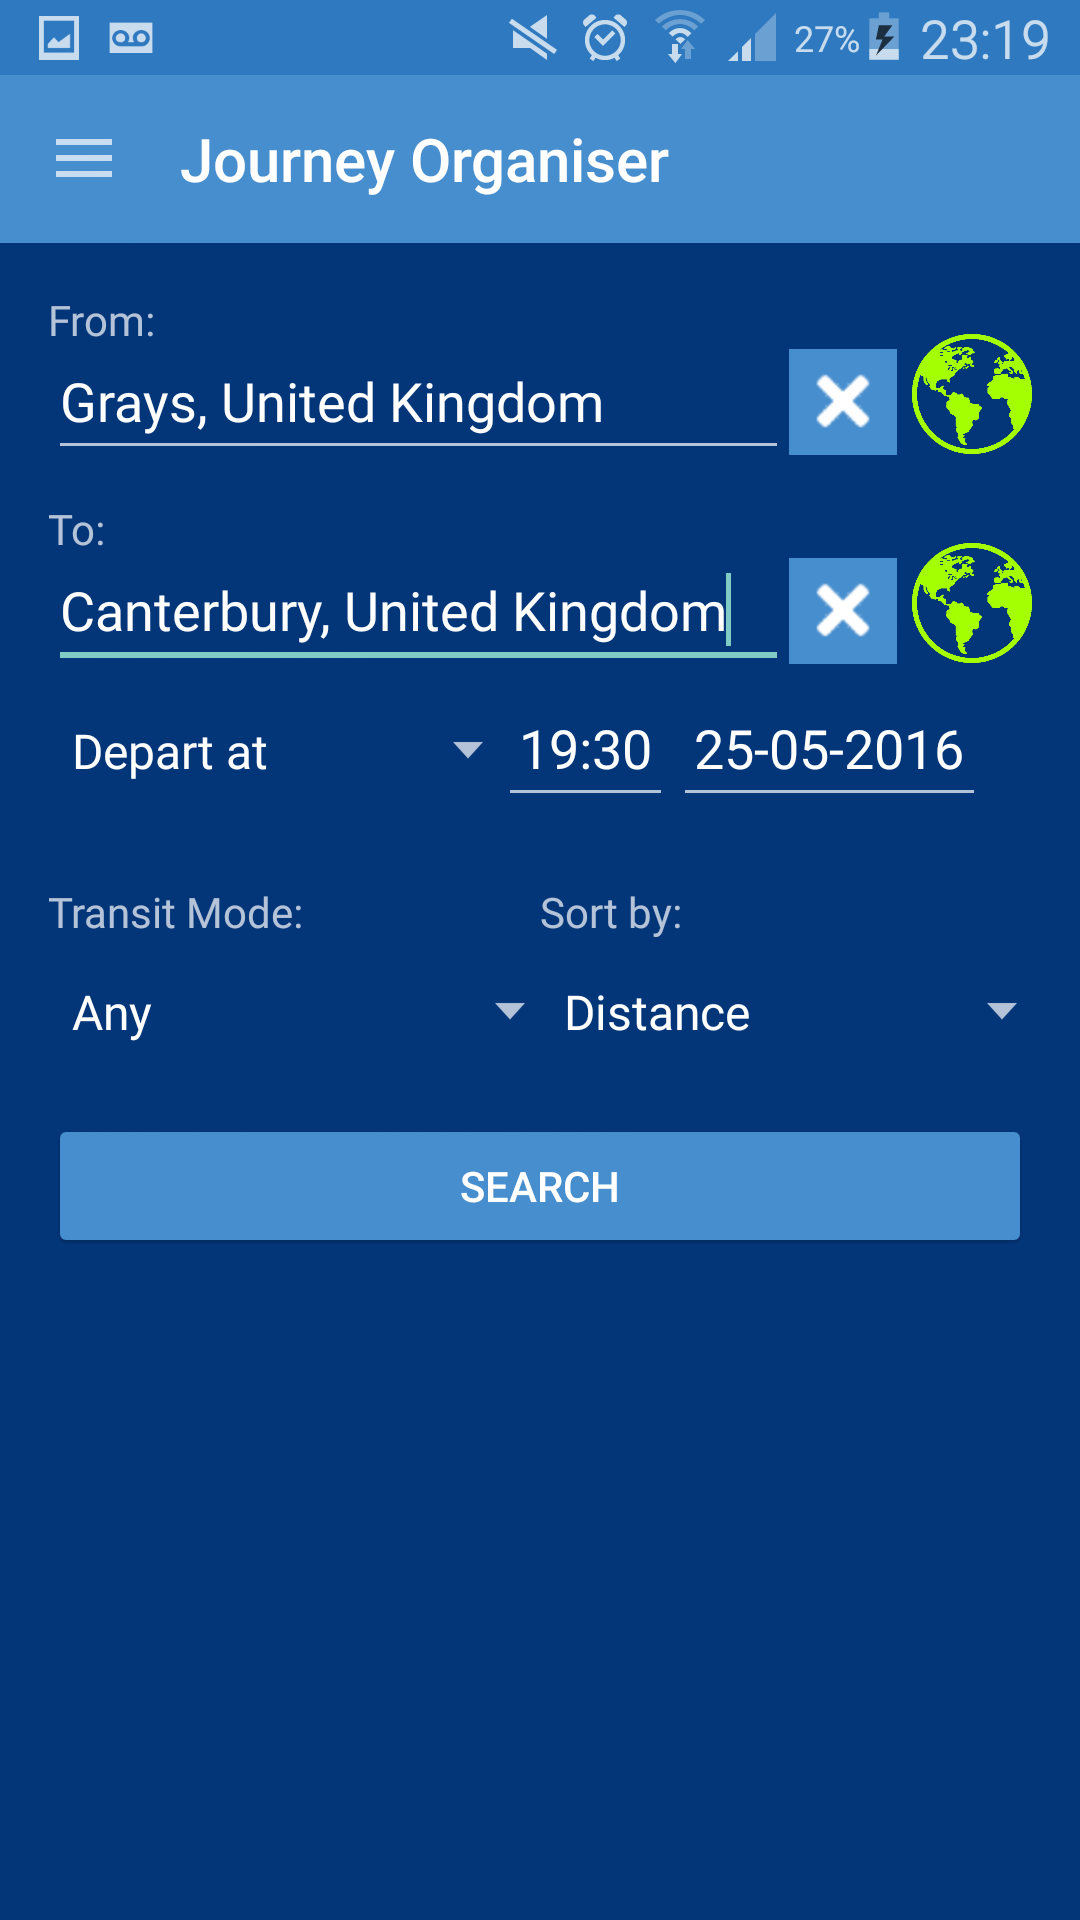 27% 23:19
Journey Organiser
From:
Grays, United Kingdom
To:
Canterbury, United Kingdom
Depart at 19:30 25-05-2016
Transit Mode: Sort by:
Any Distance
SEARCH